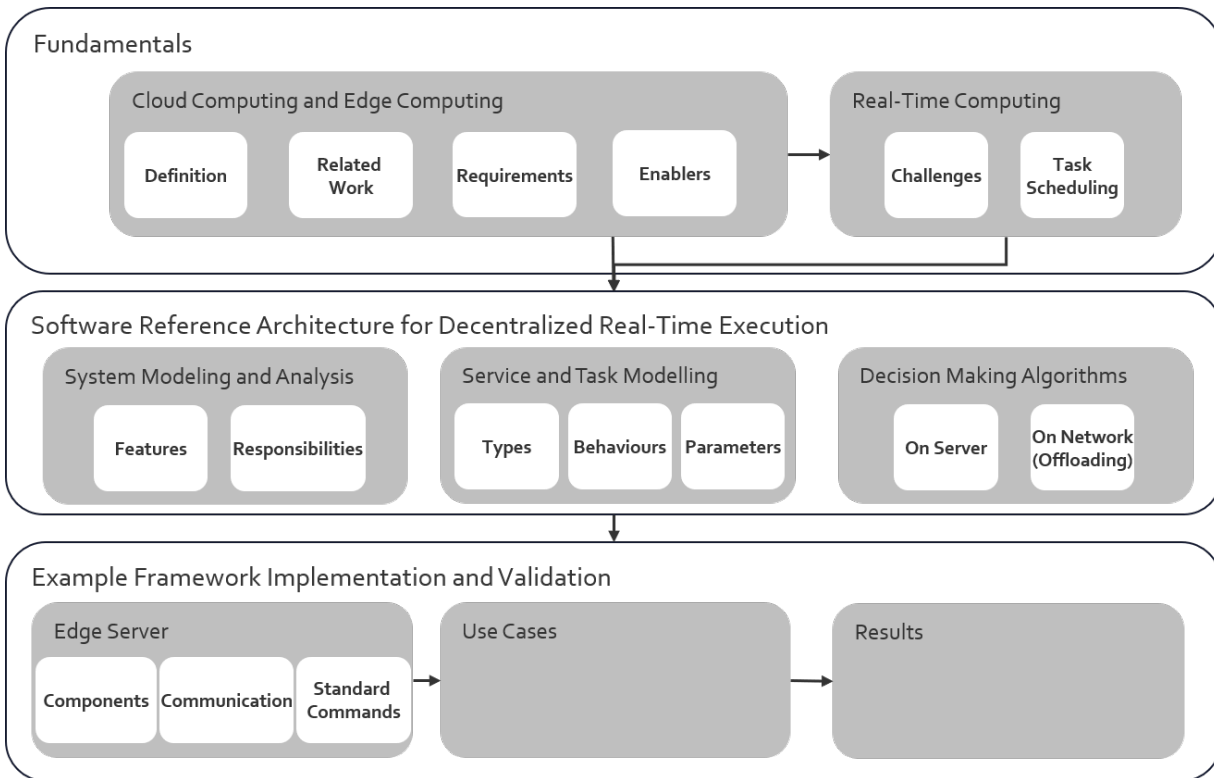 Fundamentals
Cloud Computing and Edge Computing
Definition
Related
Work
Requirements
Enablers
Real-Time Computing
Challenges
Task
Scheduling
Software Reference Architecture for Decentralized Real-Time Execution
System Modeling and Analysis
Features
Responsibilities
Service and Task Modelling
Types
Behaviours
Parameters
Decision Making Algorithms
On Server
On Network
(Offloading)
Example Framework Implementation and Validation
Edge Server
Components
Communication
Standard
Commands
Use Cases
Results